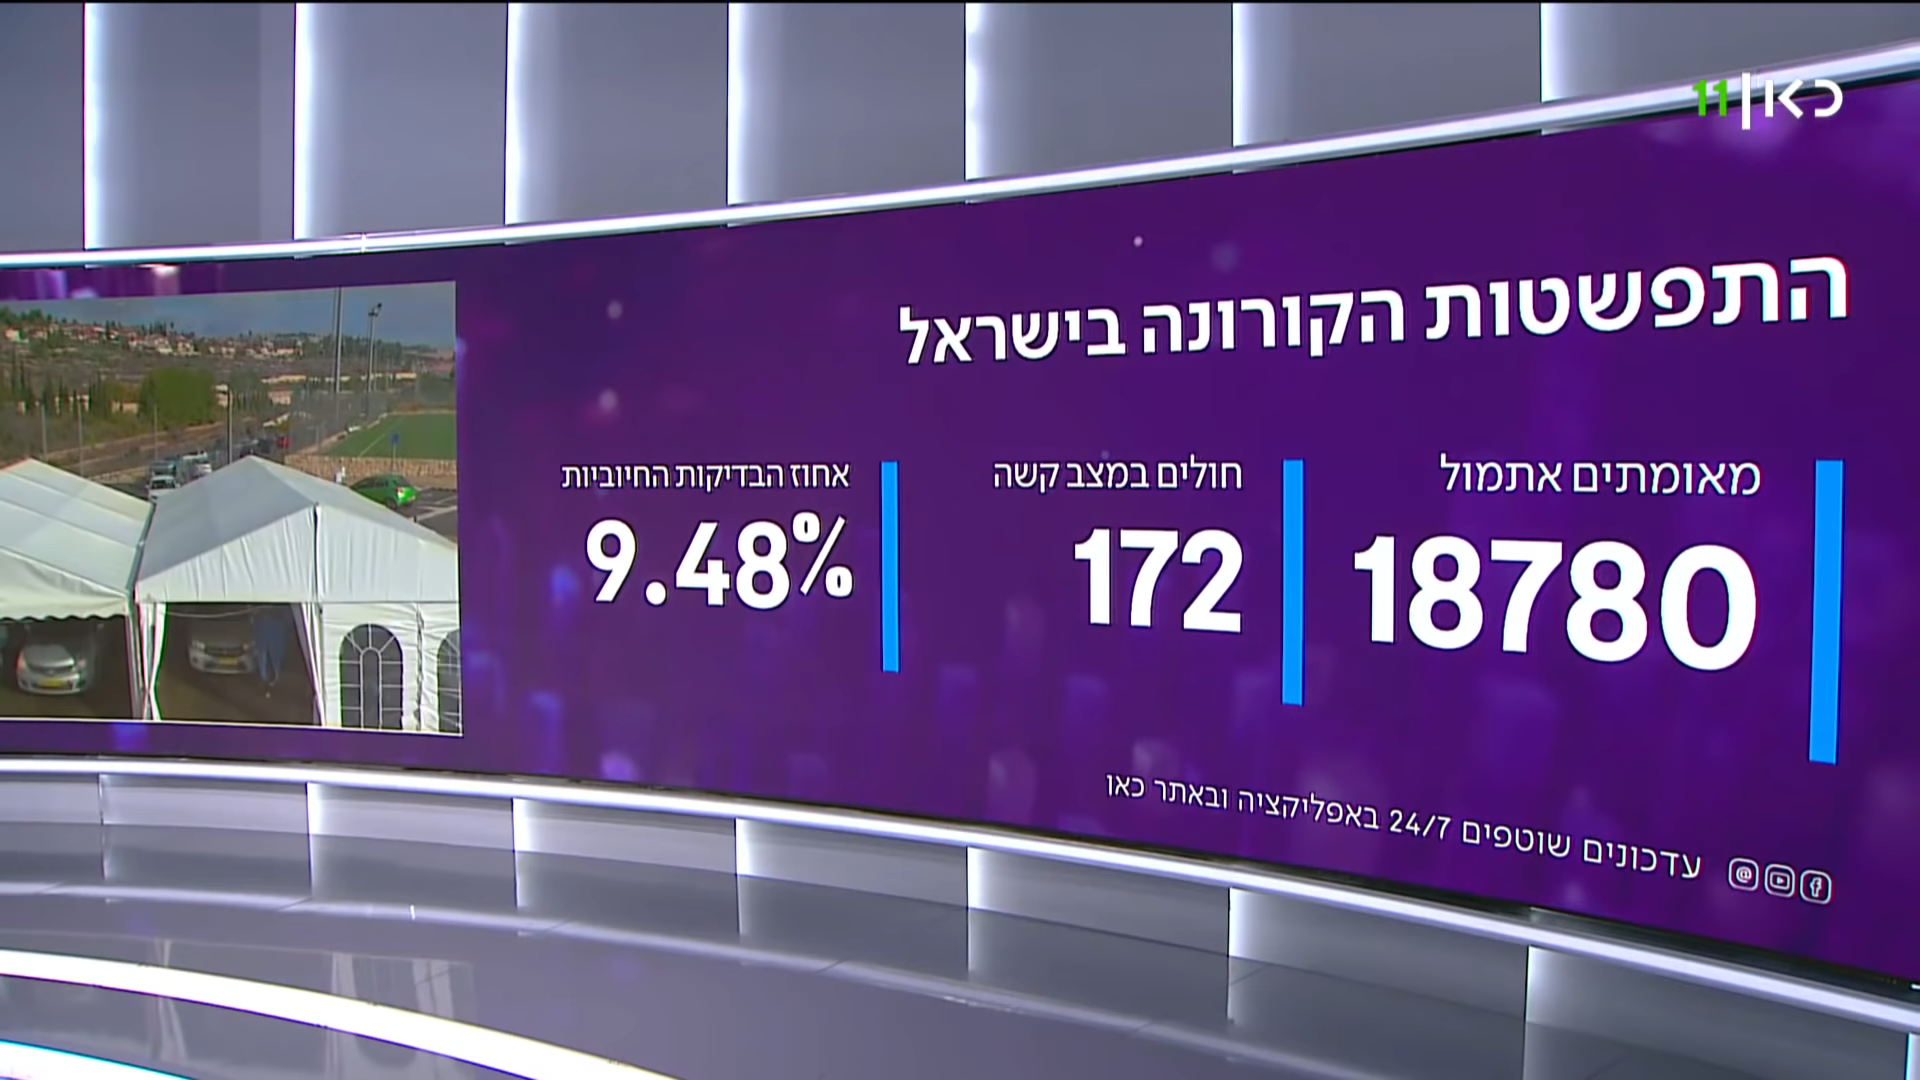 כאן|11
התפשטות הקורונה בישראל
מאומתים אתמול
18780
חולים במצב קשה
172
אחוז הבדיקות החיוביות
9.48%
עדכונים שוטפים 24/7 באפליקציה ובאתר כאן